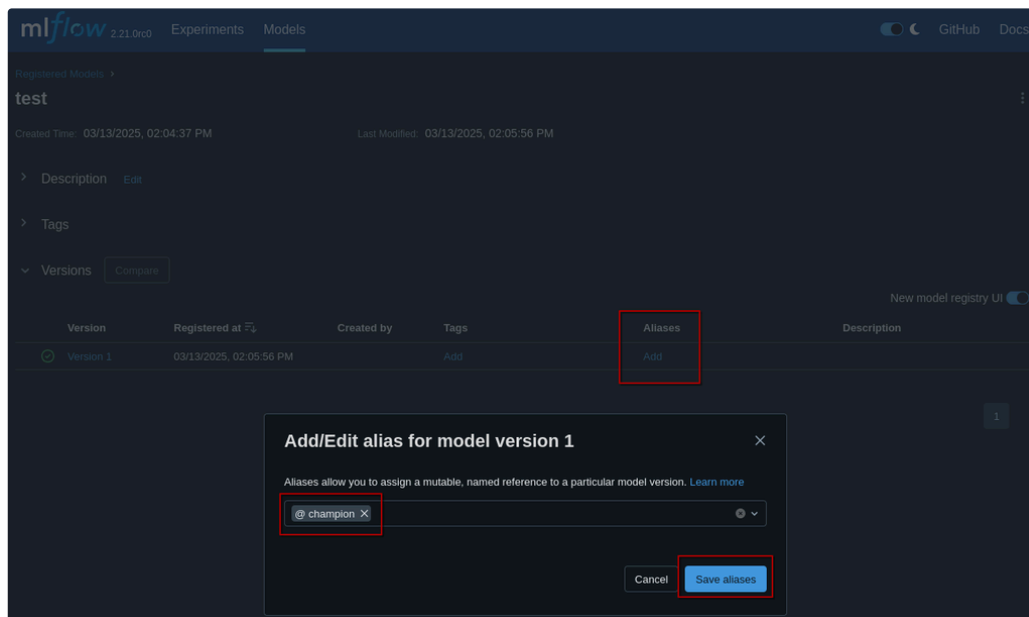 mlflow 2.21.0rc0 Experiments Models GitHub Docs
Registered Models >
test
Created Time: 03/13/2025, 02:04:37 PM Last Modified: 03/13/2025, 02:05:56 PM
Description Edit
Tags
Versions Compare
New model registry UI
Version Registered at Created by Tags Aliases Description
Version 1 03/13/2025, 02:05:56 PM Add Add
1
Add/Edit alias for model version 1
Aliases allow you to assign a mutable, named reference to a particular model version. Learn more
@ champion
Cancel Save aliases